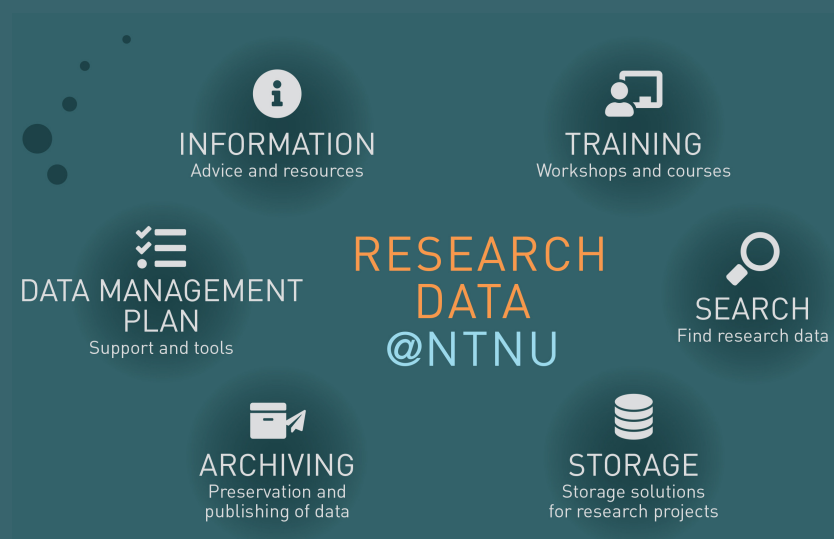 INFORMATION
Advice and resources
TRAINING
Workshops and courses
DATA MANAGEMENT
PLAN
Support and tools
RESEARCH
DATA
@NTNU
SEARCH
Find research data
ARCHIVING
Preservation and
publishing of data
STORAGE
Storage solutions
for research projects